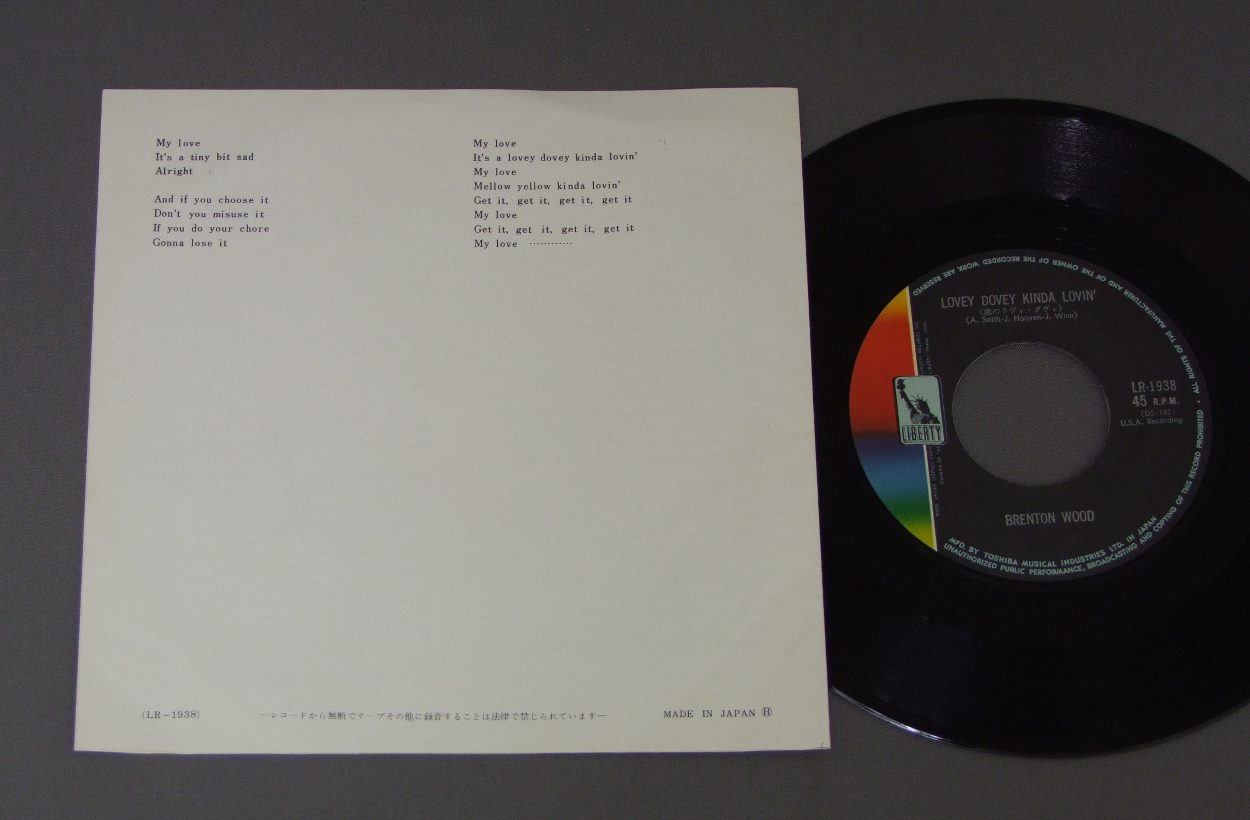 My love
It's a tiny bit sad
Alright
And if you choose it
Don't you misuse it
If you do your chore
Gonna lose it
My love
It's a lovey dovey kinda lovin'
My love
Mellow yellow kinda lovin'
Get it, get it, get it, get it
My love
Get it, get it, get it, get it
My love …………
(LR-1938)
—レコードから無断でテープその他に録音することは法律で禁じられています—
MADE IN JAPAN Ⓗ
LOVEY DOVEY KINDA LOVIN'
(A. Smith-J. Hooven-J. Winn)
LIBERTY
LR-1938
45 R.P.M.
(DS-181)
U.S.A. Recording
BRENTON WOOD
MFD. BY TOSHIBA MUSICAL INDUSTRIES LTD. IN JAPAN
ALL RIGHTS OF THE MANUFACTURER AND OF THE OWNER OF THE RECORDED WORK ARE RESERVED
UNAUTHORIZED PUBLIC PERFORMANCE, BROADCASTING AND COPYING OF THIS RECORD PROHIBITED